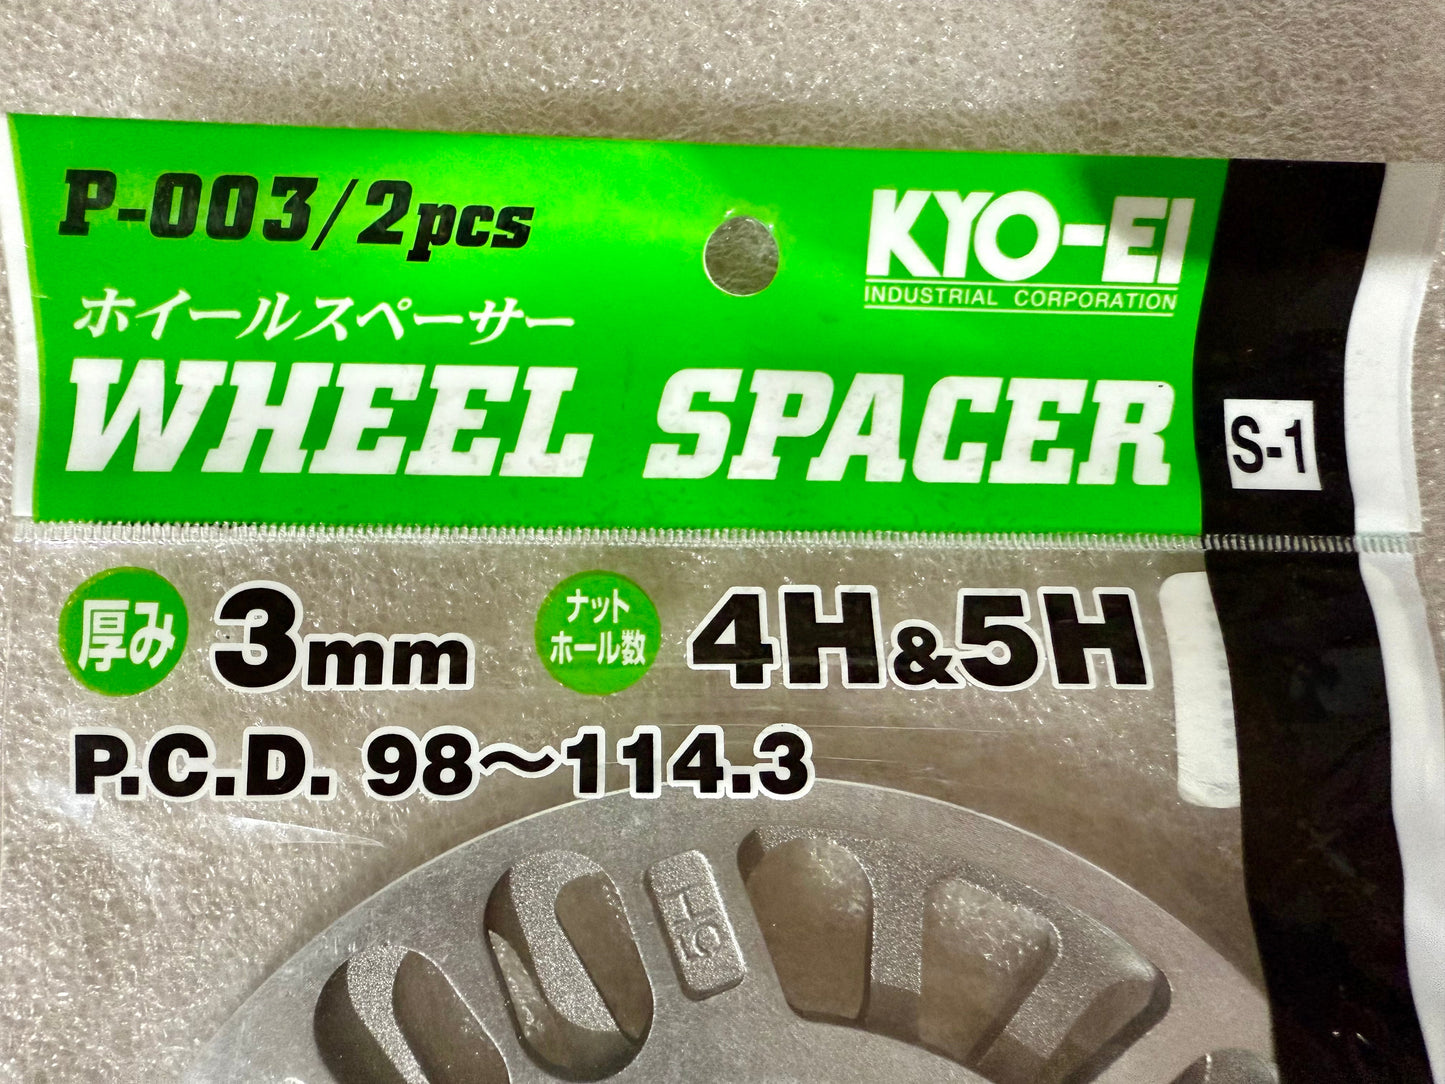 P-003/2pcs
KYO-EI
INDUSTRIAL CORPORATION
ホイールスペーサー
WHEEL SPACER
S-1
厚み 3mm
ナット
ホール数
4H&5H
P.C.D. 98〜114.3